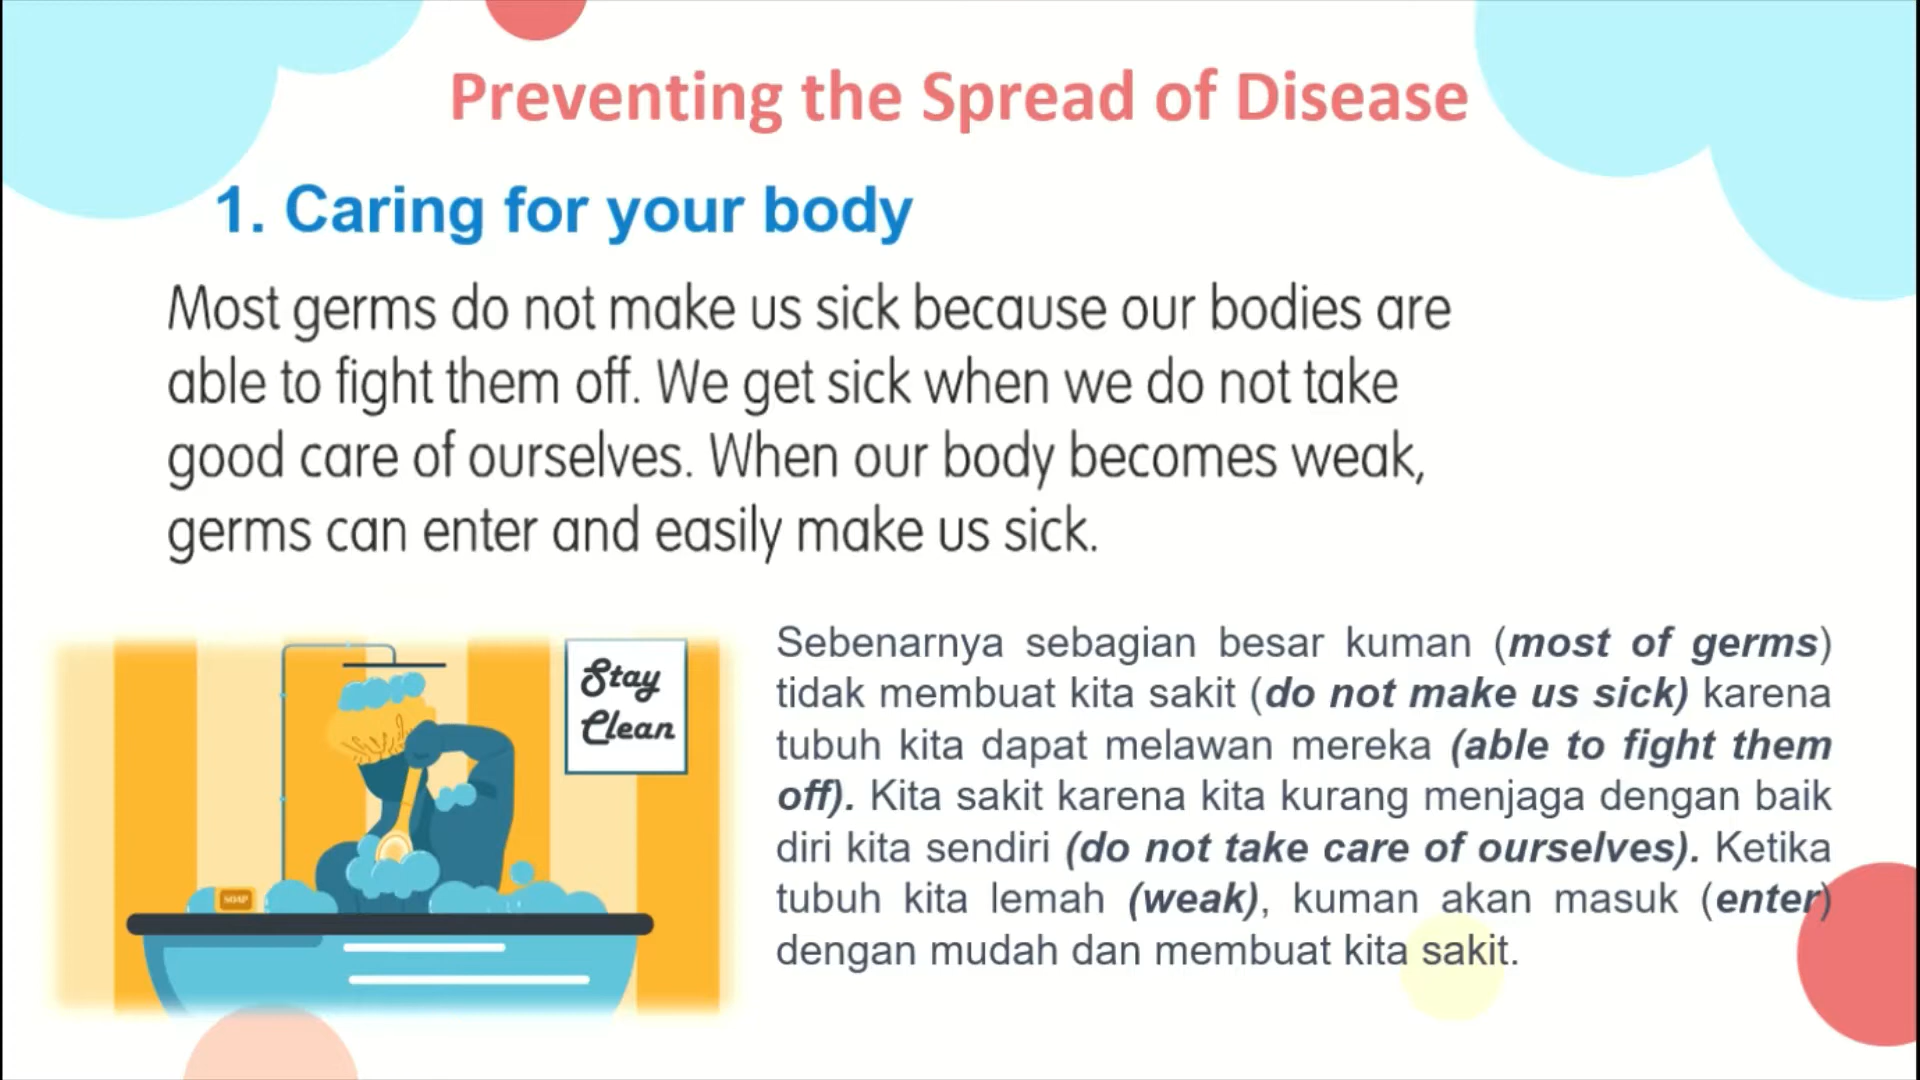 Preventing the Spread of Disease
1. Caring for your body
Most germs do not make us sick because our bodies are
able to fight them off. We get sick when we do not take
good care of ourselves. When our body becomes weak,
germs can enter and easily make us sick.
Stay
Clean
SOAP
Sebenarnya sebagian besar kuman (most of germs)
tidak membuat kita sakit (do not make us sick) karena
tubuh kita dapat melawan mereka (able to fight them
off). Kita sakit karena kita kurang menjaga dengan baik
diri kita sendiri (do not take care of ourselves). Ketika
tubuh kita lemah (weak), kuman akan masuk (enter)
dengan mudah dan membuat kita sakit.